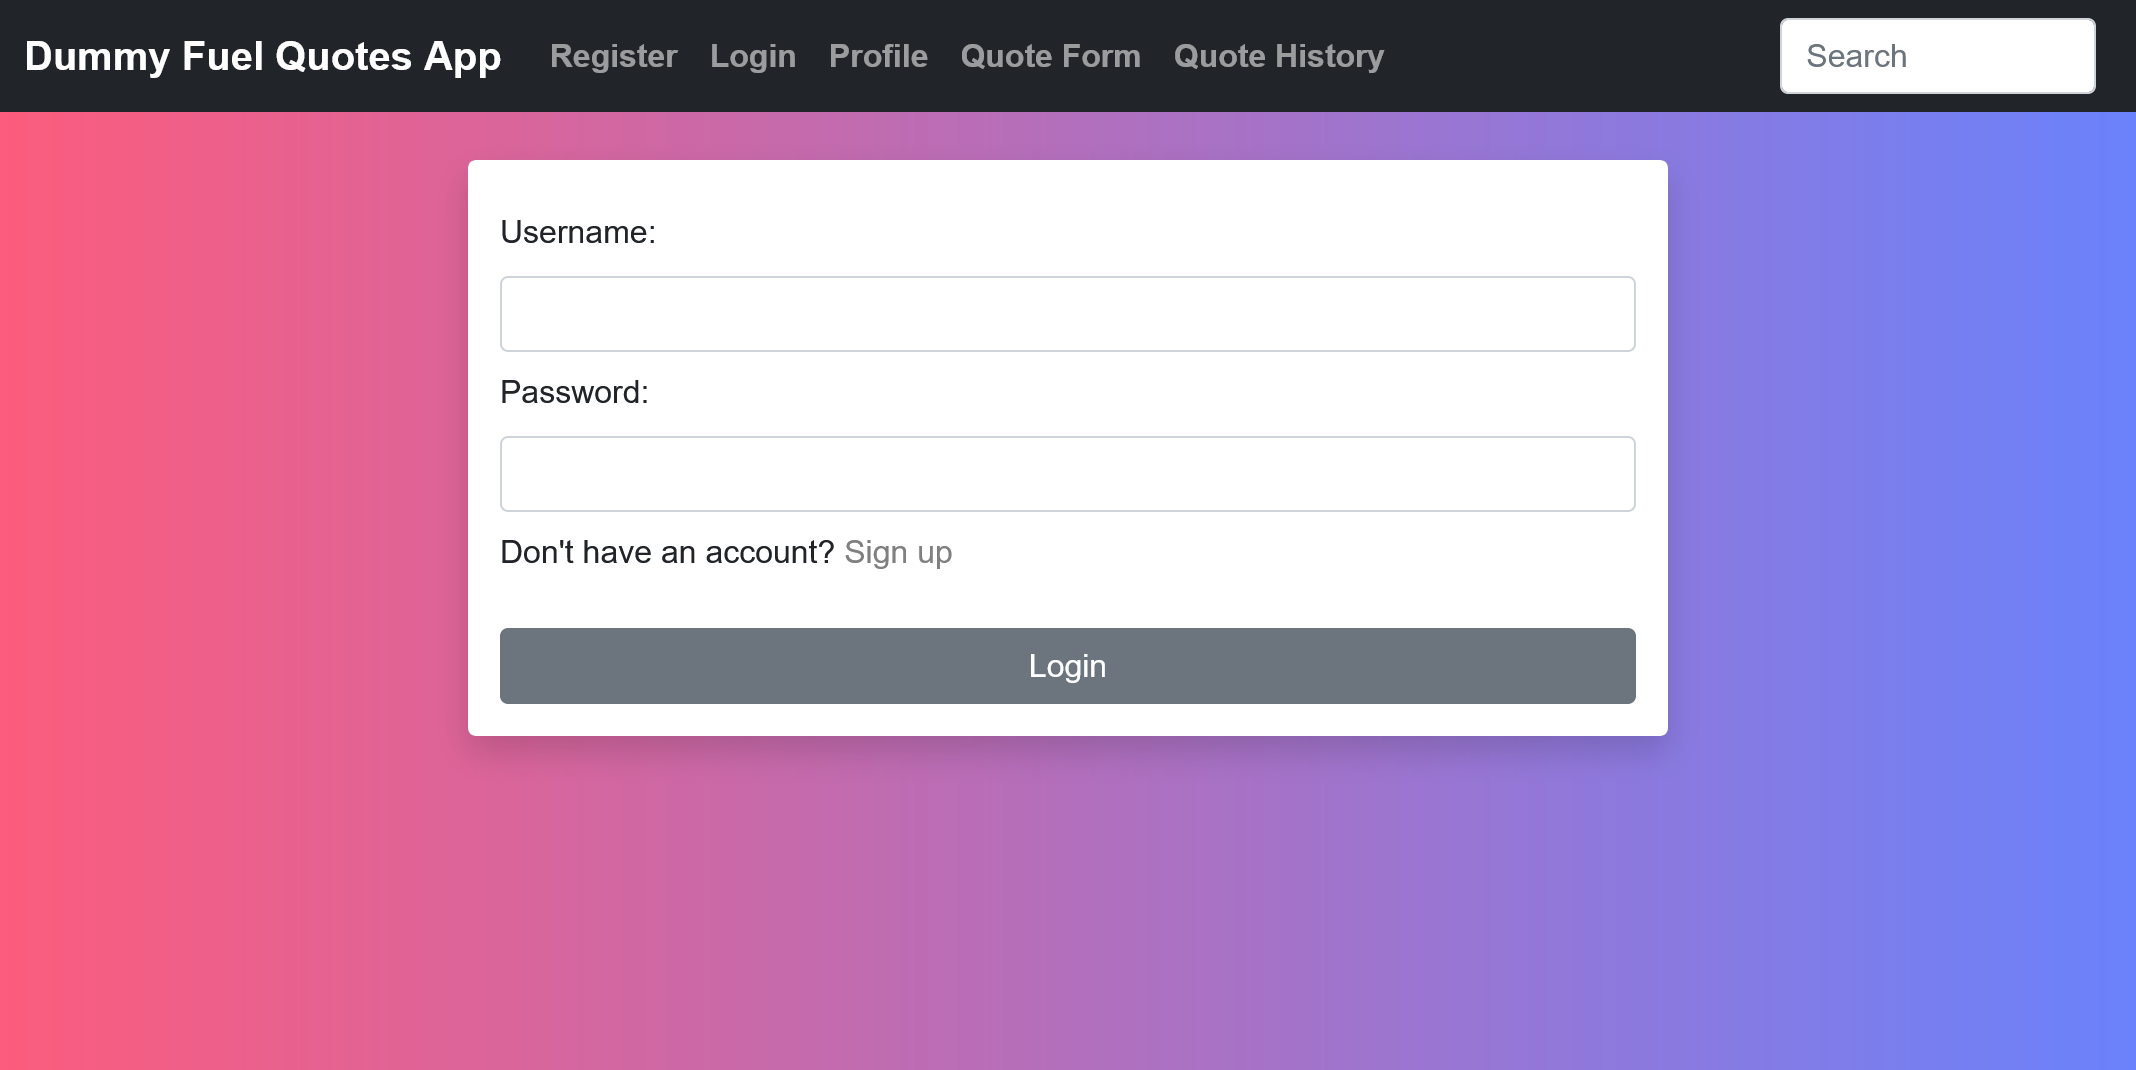 Dummy Fuel Quotes App Register Login Profile Quote Form Quote History Search
Username:
Password:
Don't have an account? Sign up
Login